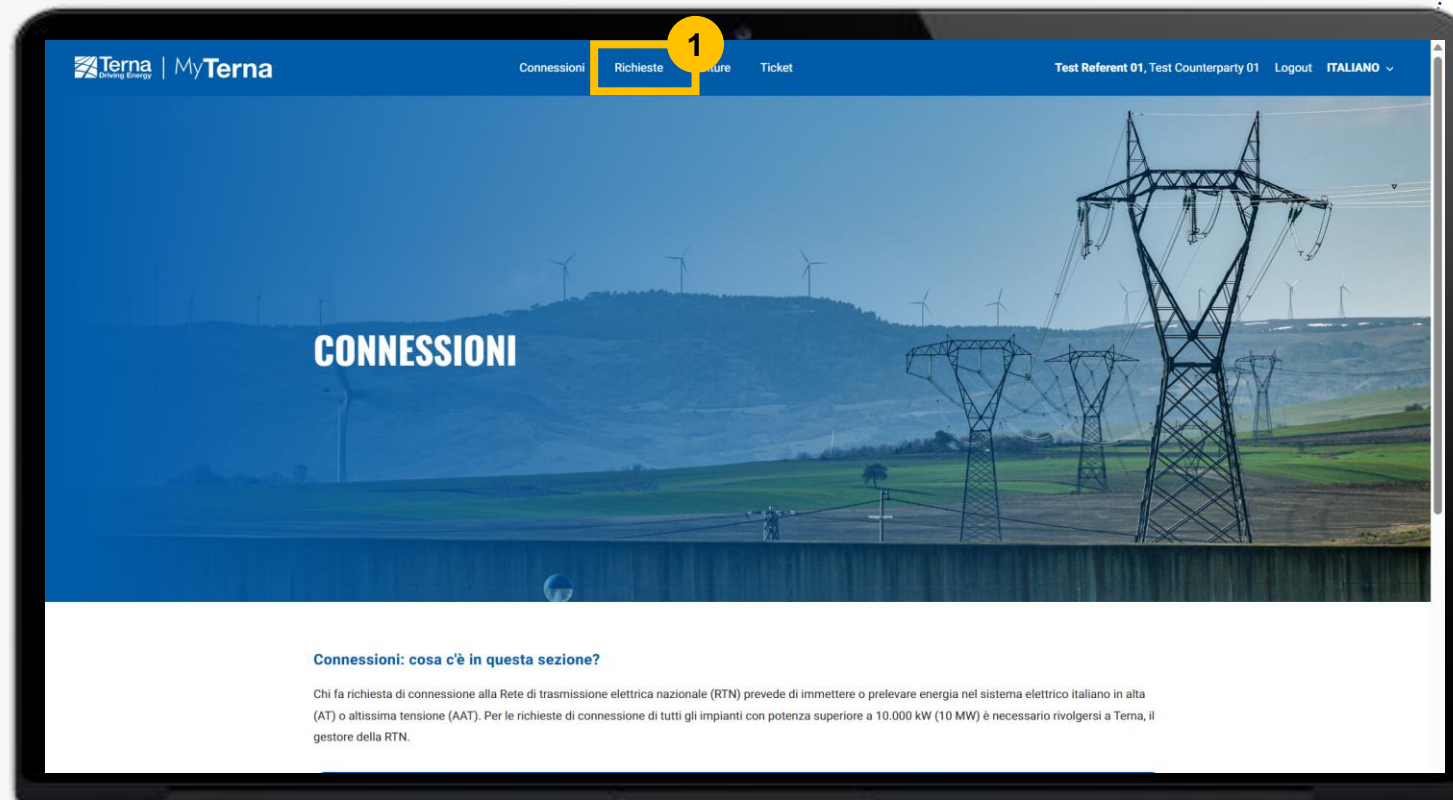 1
Terna
Driving Energy
MyTerna
Connessioni Richieste Ticket
Test Referent 01, Test Counterparty 01 Logout ITALIANO
CONNESSIONI
Connessioni: cosa c'è in questa sezione?
Chi fa richiesta di connessione alla Rete di trasmissione elettrica nazionale (RTN) prevede di immettere o prelevare energia nel sistema elettrico italiano in alta
(AT) o altissima tensione (AAT). Per le richieste di connessione di tutti gli impianti con potenza superiore a 10.000 kW (10 MW) è necessario rivolgersi a Terna, il
gestore della RTN.